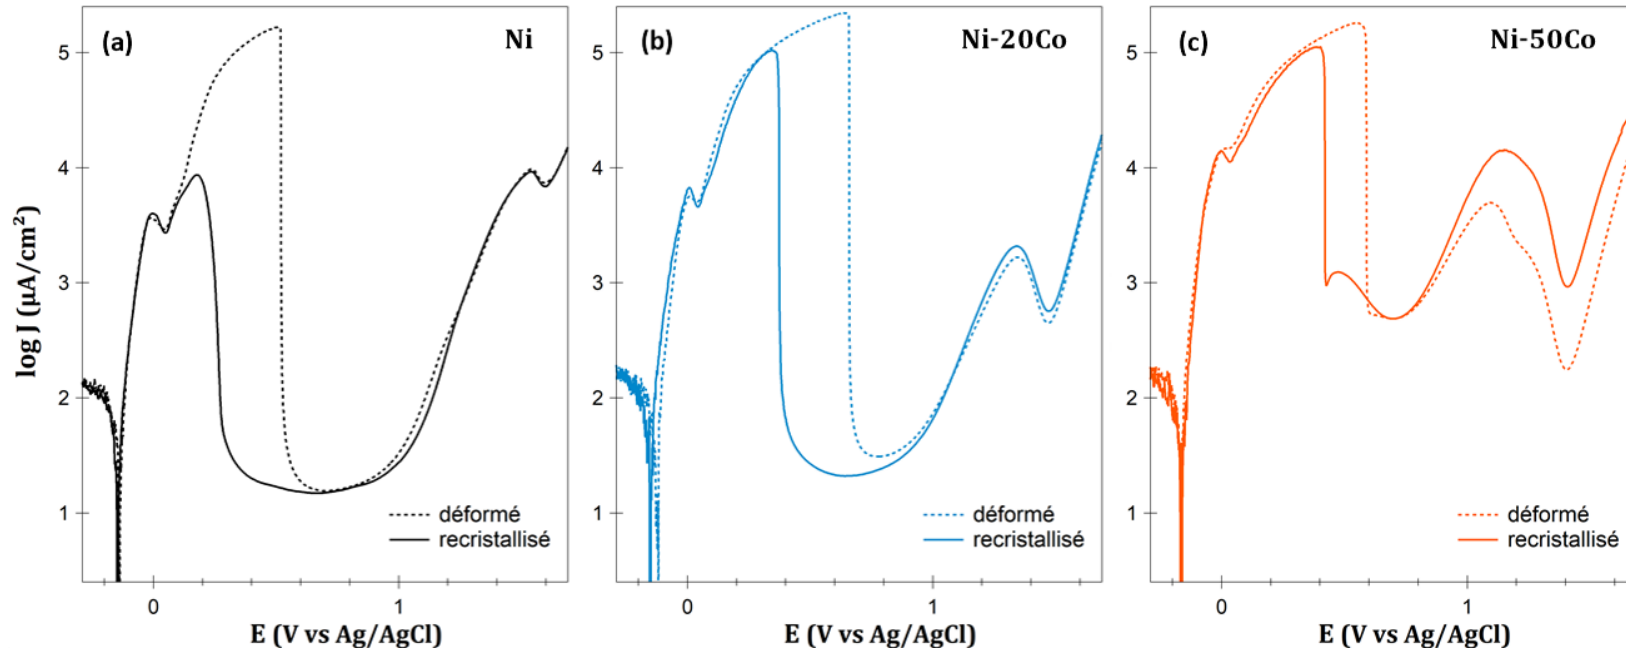 (a) Ni
(b) Ni-20Co
(c) Ni-50Co
log J (µA/cm²)
5
4
3
2
1
5
4
3
2
1
5
4
3
2
1
déformé
recristallisé
déformé
recristallisé
déformé
recristallisé
0 1
0 1
0 1
E (V vs Ag/AgCl)
E (V vs Ag/AgCl)
E (V vs Ag/AgCl)